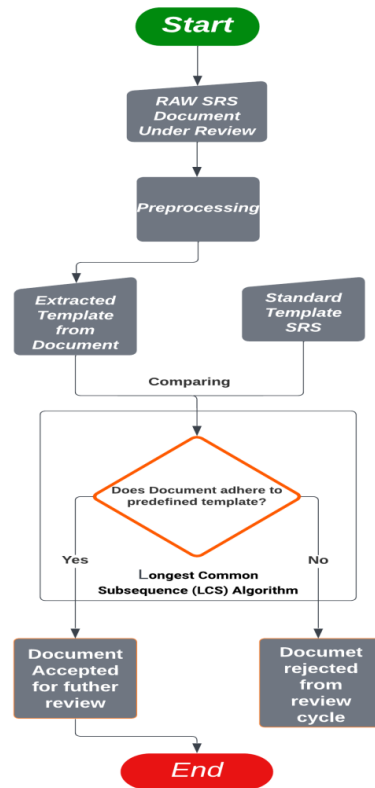 Start
RAW SRS
Document
Under Review
Preprocessing
Extracted
Template
from
Document
Standard
Template
SRS
Comparing
Does Document adhere to
predefined template?
Yes
No
Longest Common
Subsequence (LCS) Algorithm
Document
Accepted
for futher
review
Documet
rejected
from
review
cycle
End